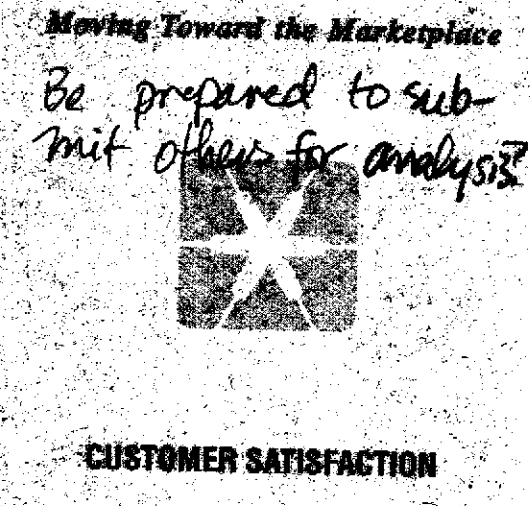 Moving Toward the Marketplace
Be prepared to sub-
mit others for analysis?
CUSTOMER SATISFACTION